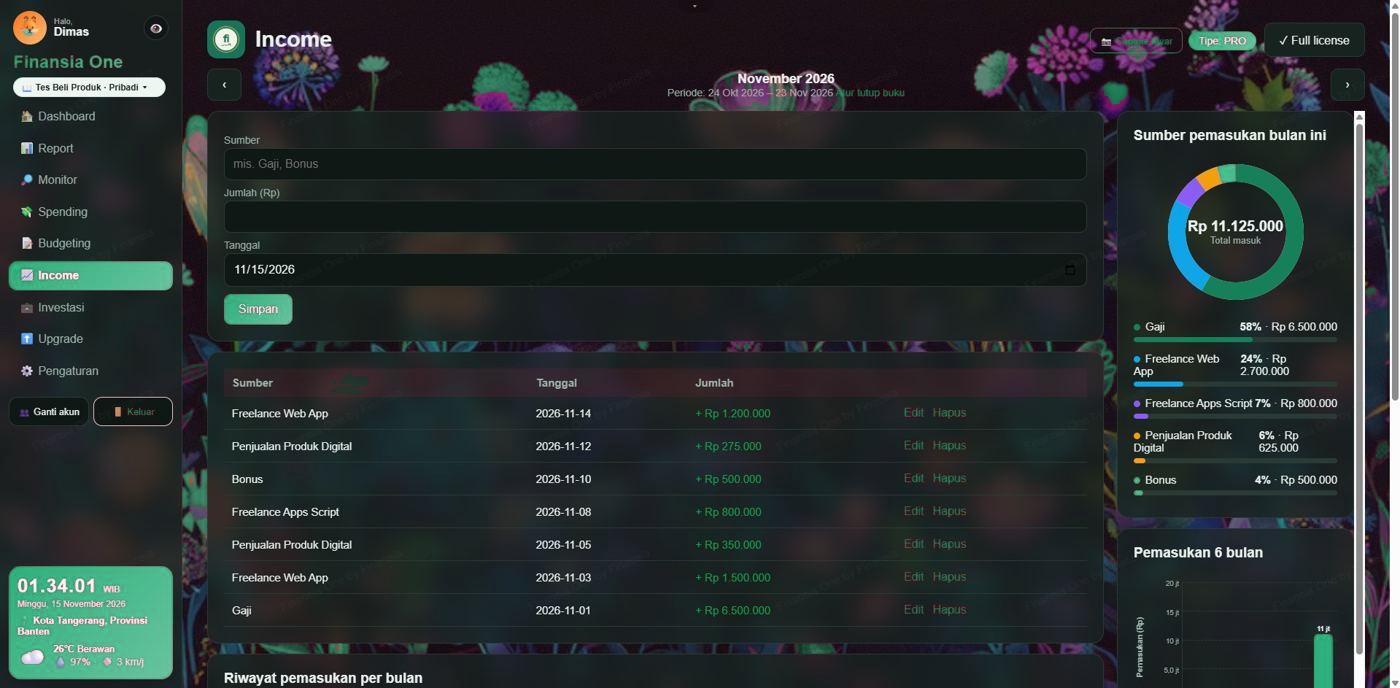 Halo,
Dimas
Finansia One
Tes Beli Produk · Pribadi
Dashboard
Report
Monitor
Spending
Budgeting
Income
Investasi
Upgrade
Pengaturan
Ganti akun
Keluar
01.34.01 WIB
Minggu, 15 November 2026
Kota Tangerang, Provinsi
Banten
26°C Berawan
97% · 3 km/j
fi
Income
Tipe: PRO
✓ Full license
‹
November 2026
›
Periode: 24 Okt 2026 – 23 Nov 2026 Atur tutup buku
Sumber
mis. Gaji, Bonus
Jumlah (Rp)
Tanggal
11/15/2026
Simpan
Sumber Tanggal Jumlah
Freelance Web App 2026-11-14 + Rp 1.200.000 Edit Hapus
Penjualan Produk Digital 2026-11-12 + Rp 275.000 Edit Hapus
Bonus 2026-11-10 + Rp 500.000 Edit Hapus
Freelance Apps Script 2026-11-08 + Rp 800.000 Edit Hapus
Penjualan Produk Digital 2026-11-05 + Rp 350.000 Edit Hapus
Freelance Web App 2026-11-03 + Rp 1.500.000 Edit Hapus
Gaji 2026-11-01 + Rp 6.500.000 Edit Hapus
Riwayat pemasukan per bulan
Sumber pemasukan bulan ini
Rp 11.125.000
Total masuk
Gaji 58% · Rp 6.500.000
Freelance Web App 24% · Rp 2.700.000
Freelance Apps Script 7% · Rp 800.000
Penjualan Produk Digital 6% · Rp 625.000
Bonus 4% · Rp 500.000
Pemasukan 6 bulan
Pemasukan (Rp)
20 jt
15 jt
10 jt
5,0 jt
11 jt